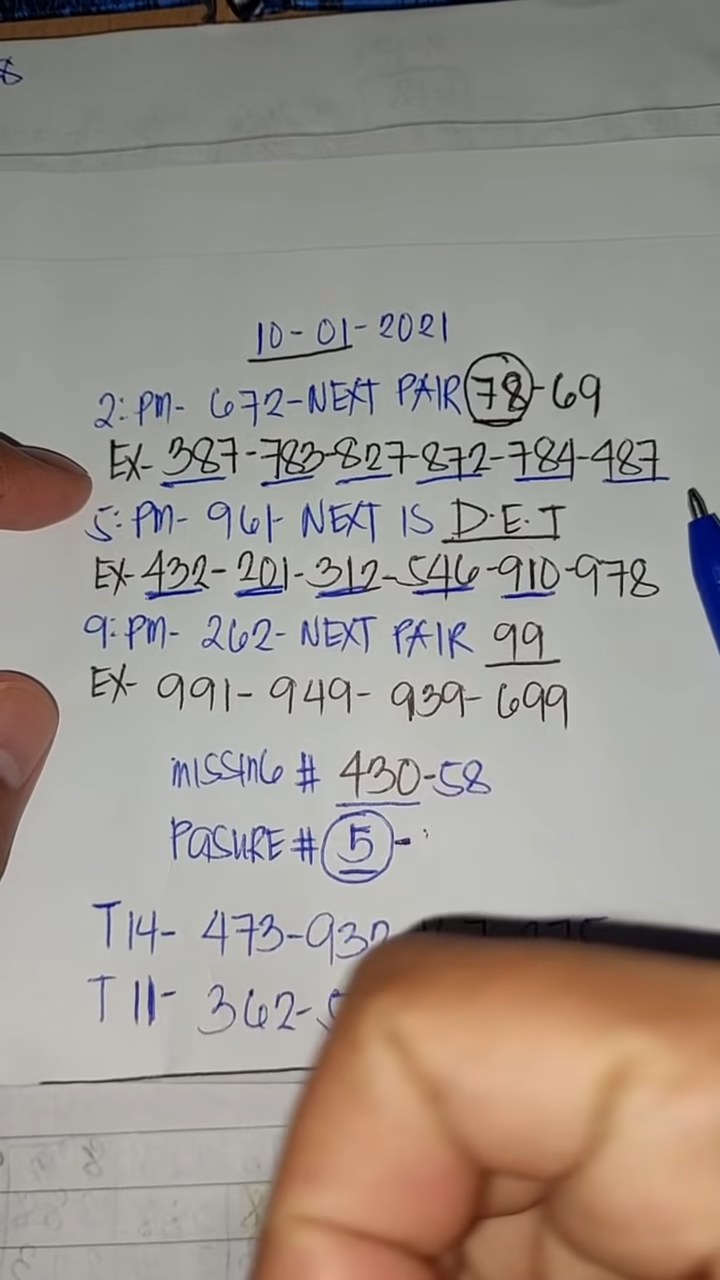 10-01-2021
2:PM- 672-NEXT PAIR 78-69
EX-387-783-827-872-784-487
5:PM- 961- NEXT IS D.E.T
EX-432-201-312-546-910-978
9:PM- 262- NEXT PAIR 99
EX- 991-949-939-699
MISSING # 430-58
PASURE # 5-
T14- 473-932
T11- 362-